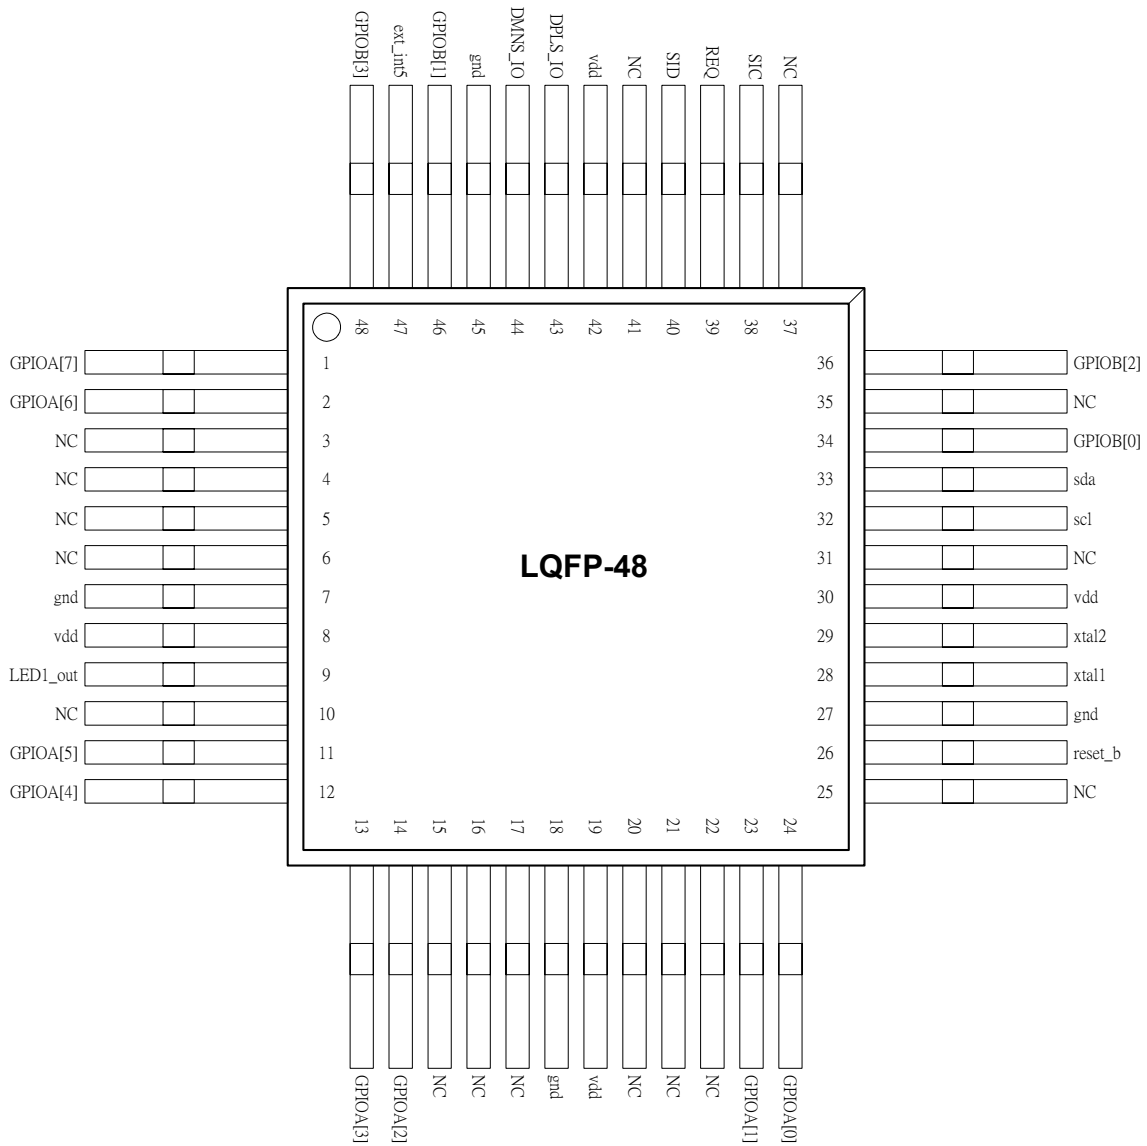 GPIOB[3] ext_int5 GPIOB[1] gnd DMNS_IO DPLS_IO vdd NC SID REQ SIC NC
48 47 46 45 44 43 42 41 40 39 38 37
GPIOA[7] 1 36 GPIOB[2]
GPIOA[6] 2 35 NC
NC 3 34 GPIOB[0]
NC 4 33 sda
NC 5 32 scl
NC 6 31 NC
LQFP-48
gnd 7 30 vdd
vdd 8 29 xtal2
LED1_out 9 28 xtal1
NC 10 27 gnd
GPIOA[5] 11 26 reset_b
GPIOA[4] 12 25 NC
13 14 15 16 17 18 19 20 21 22 23 24
GPIOA[3] GPIOA[2] NC NC NC gnd vdd NC NC NC GPIOA[1] GPIOA[0]